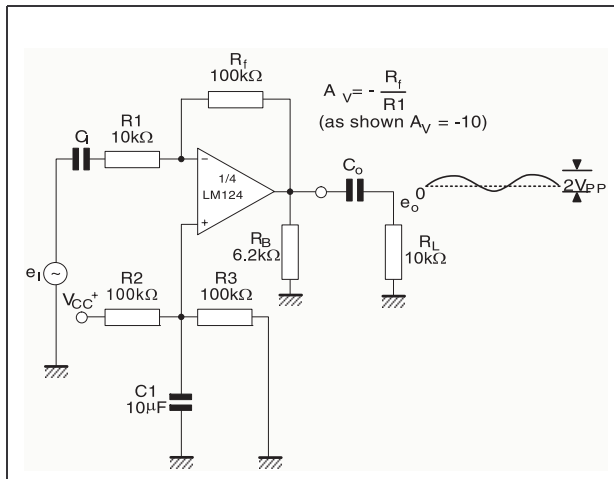 Rf
100kΩ
A V = - Rf
R1
(as shown AV = -10)
CI
R1
10kΩ
1/4
LM124
-
+
Co
eo
0
2VPP
RB
6.2kΩ
RL
10kΩ
eI
~
VCC+
R2
100kΩ
R3
100kΩ
C1
10µF